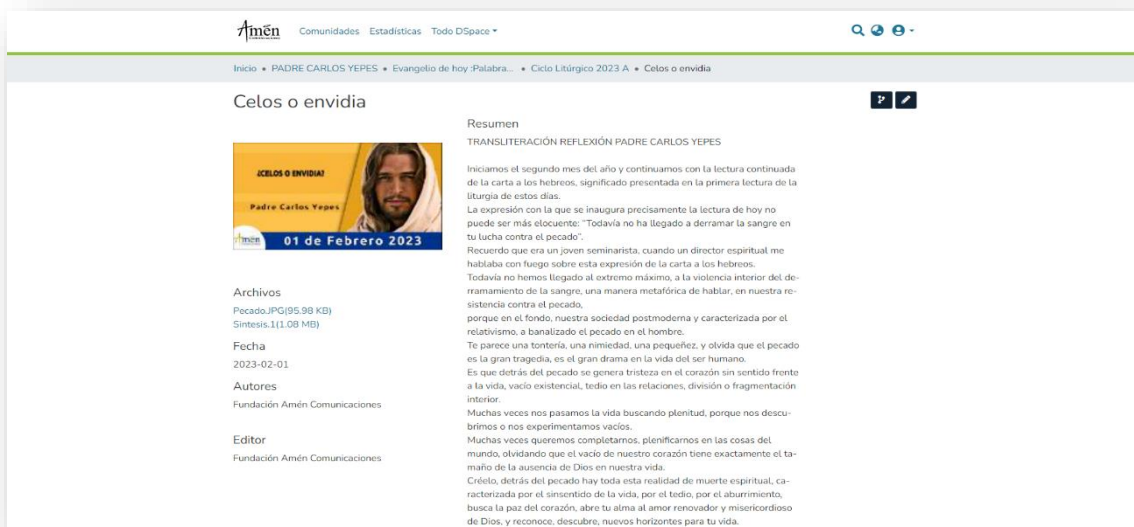 Amén
Comunidades Estadísticas Todo DSpace
Inicio • PADRE CARLOS YEPES • Evangelio de hoy :Palabra... • Ciclo Litúrgico 2023 A • Celos o envidia
Celos o envidia
¿CELOS O ENVIDIA?
Padre Carlos Yepes
Amén
01 de Febrero 2023
Archivos
Pecado.JPG(95.98 KB)
Sintesis.1(1.08 MB)
Fecha
2023-02-01
Autores
Fundación Amén Comunicaciones
Editor
Fundación Amén Comunicaciones
Resumen
TRANSLITERACIÓN REFLEXIÓN PADRE CARLOS YEPES
Iniciamos el segundo mes del año y continuamos con la lectura continuada
de la carta a los hebreos, significado presentada en la primera lectura de la
liturgia de estos días.
La expresión con la que se inaugura precisamente la lectura de hoy no
puede ser más elocuente: "Todavía no ha llegado a derramar la sangre en
tu lucha contra el pecado".
Recuerdo que era un joven seminarista, cuando un director espiritual me
hablaba con fuego sobre esta expresión de la carta a los hebreos.
Todavía no hemos llegado al extremo máximo, a la violencia interior del de-
rramamiento de la sangre, una manera metafórica de hablar, en nuestra re-
sistencia contra el pecado,
porque en el fondo, nuestra sociedad postmoderna y caracterizada por el
relativismo, a banalizado el pecado en el hombre.
Te parece una tontería, una nimiedad, una pequeñez, y olvida que el pecado
es la gran tragedia, es el gran drama en la vida del ser humano.
Es que detrás del pecado se genera tristeza en el corazón sin sentido frente
a la vida, vacío existencial, tedio en las relaciones, división o fragmentación
interior.
Muchas veces nos pasamos la vida buscando plenitud, porque nos descu-
brimos o nos experimentamos vacíos.
Muchas veces queremos completarnos, plenificarnos en las cosas del
mundo, olvidando que el vacío de nuestro corazón tiene exactamente el ta-
maño de la ausencia de Dios en nuestra vida.
Créelo, detrás del pecado hay toda esta realidad de muerte espiritual, ca-
racterizada por el sinsentido de la vida, por el tedio, por el aburrimiento,
busca la paz del corazón, abre tu alma al amor renovador y misericordioso
de Dios, y reconoce, descubre, nuevos horizontes para tu vida.